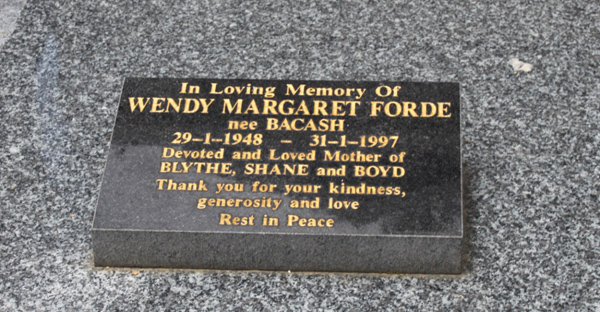 In Loving Memory Of
WENDY MARGARET FORDE
nee BACASH
29-1-1948 - 31-1-1997
Devoted and Loved Mother of
BLYTHE, SHANE and BOYD
Thank you for your kindness,
generosity and love
Rest in Peace